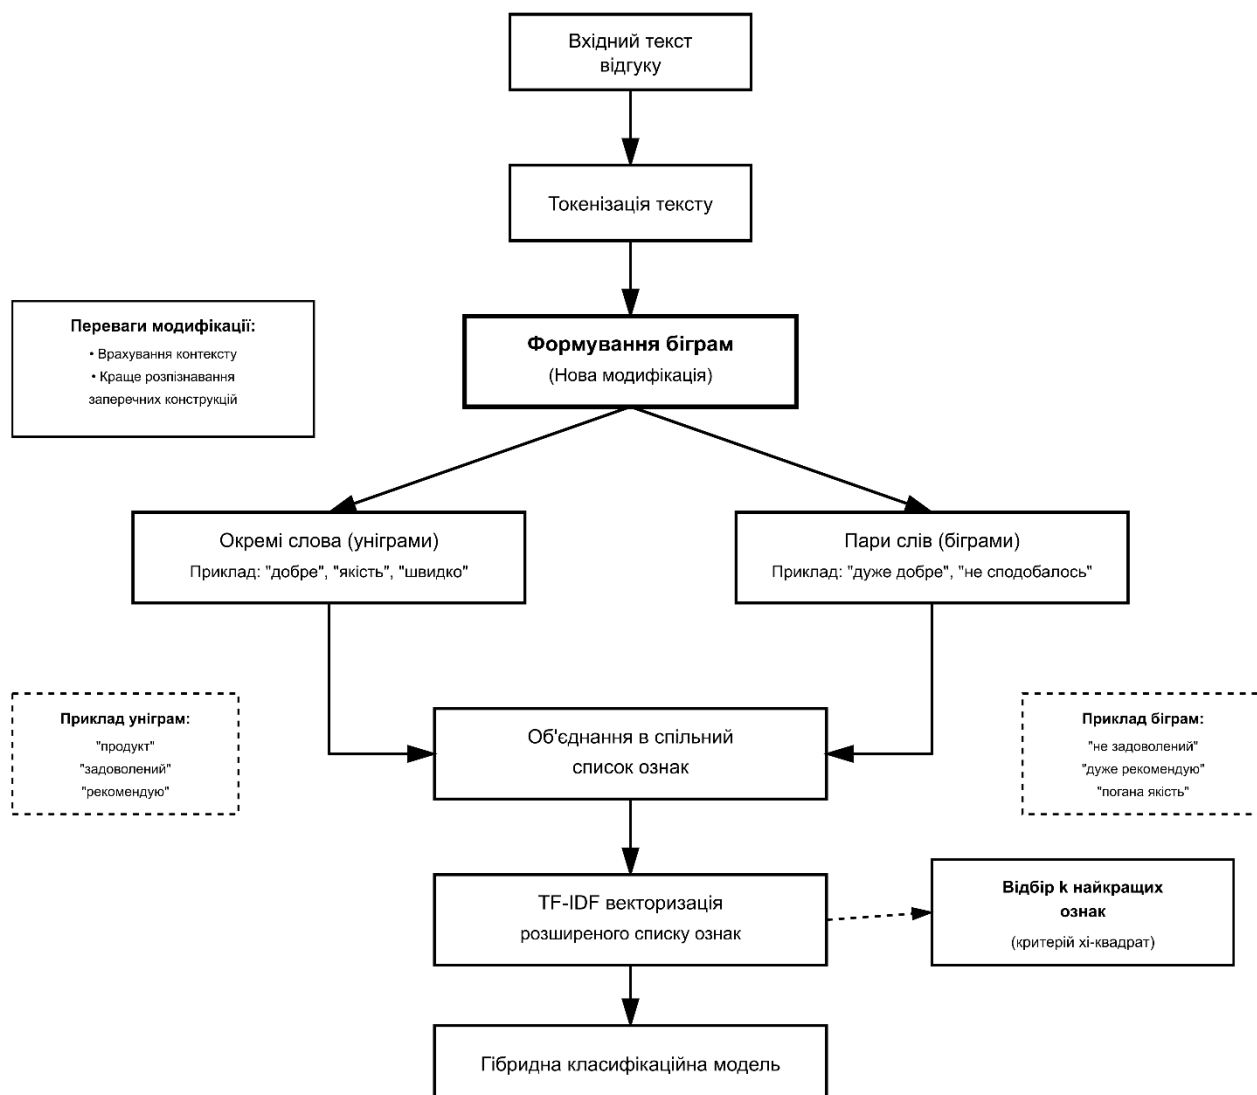 Вхідний текст
відгуку
Токенізація тексту
Переваги модифікації:
• Врахування контексту
• Краще розпізнавання
заперечних конструкцій
Формування біграм
(Нова модифікація)
Окремі слова (уніграми)
Приклад: "добре", "якість", "швидко"
Пари слів (біграми)
Приклад: "дуже добре", "не сподобалось"
Приклад уніграм:
"продукт"
"задоволений"
"рекомендую"
Об'єднання в спільний
список ознак
Приклад біграм:
"не задоволений"
"дуже рекомендую"
"погана якість"
TF-IDF векторизація
розширеного списку ознак
Відбір k найкращих
ознак
(критерій хі-квадрат)
Гібридна класифікаційна модель